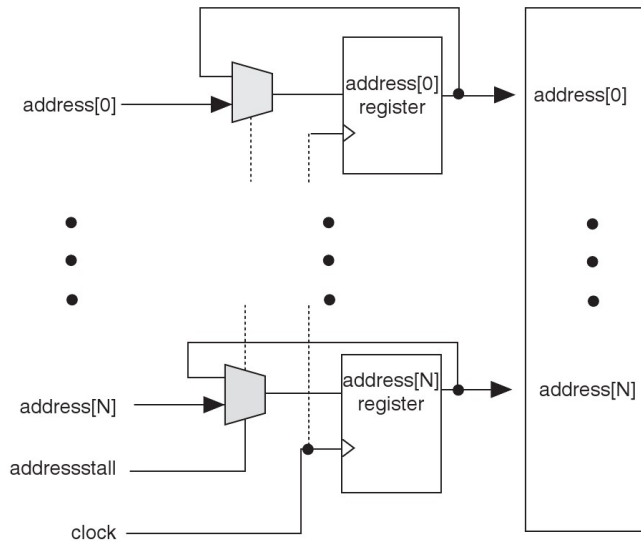 address[0]
address[0]
register
address[0]
address[N]
address[N]
register
address[N]
addressstall
clock